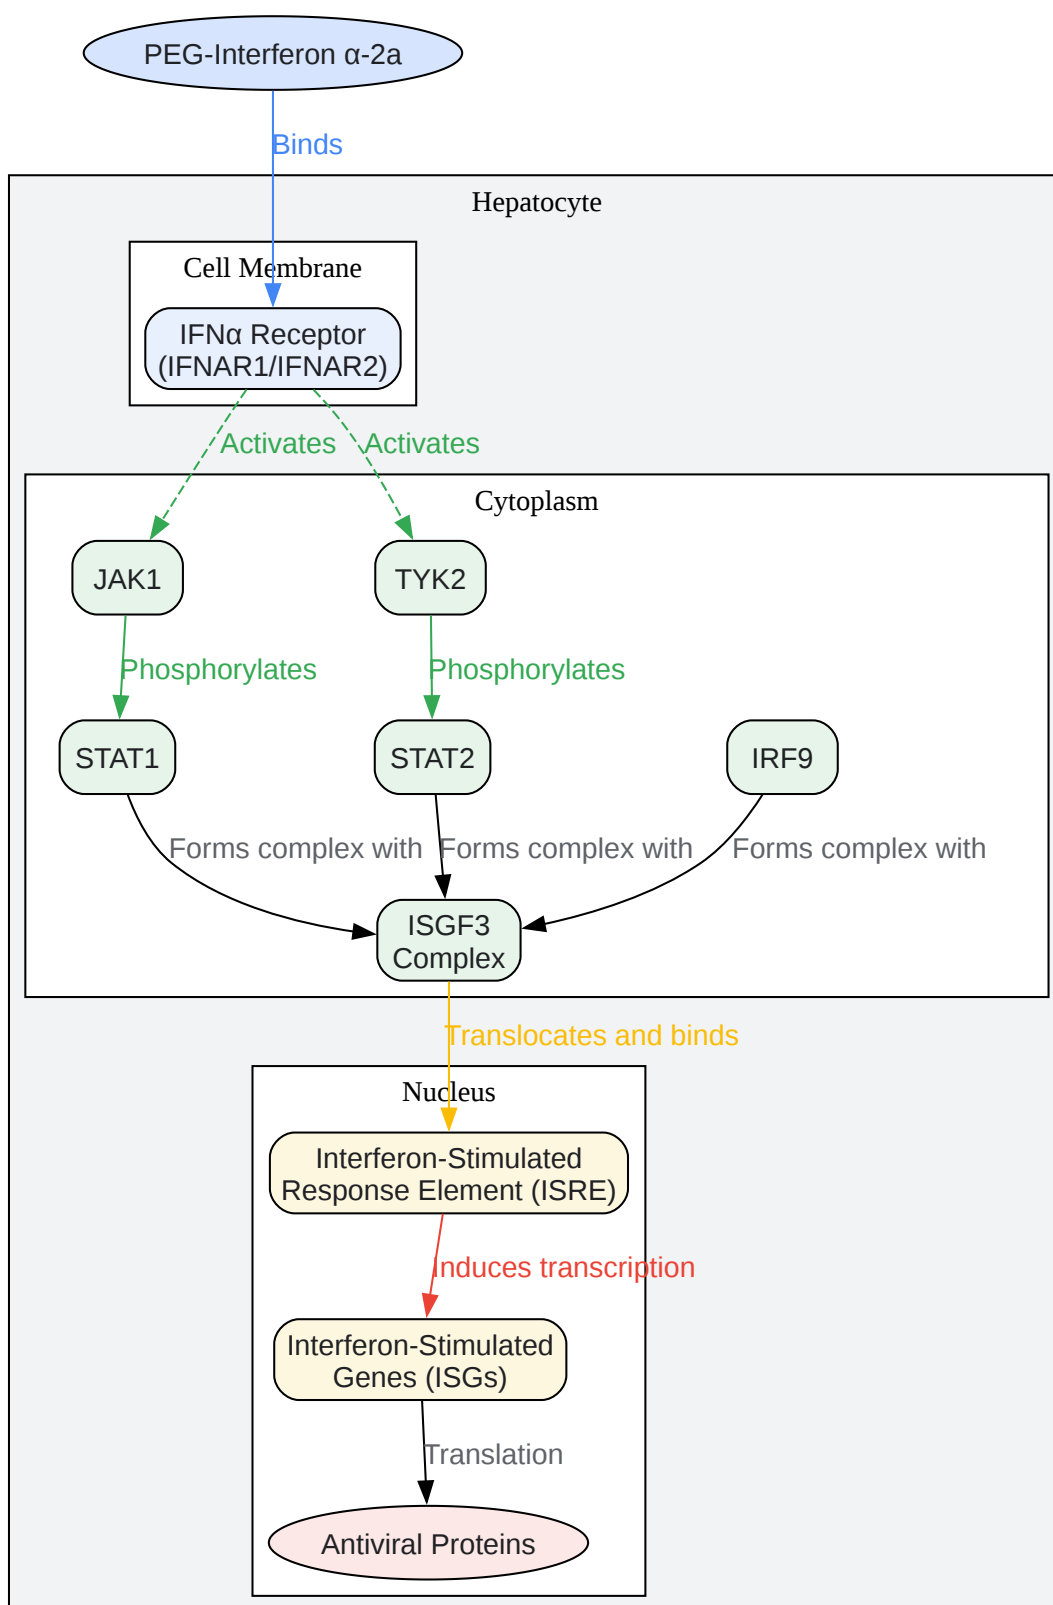 PEG-Interferon α-2a
Binds
Hepatocyte
Cell Membrane
IFNα Receptor
(IFNAR1/IFNAR2)
Activates
Activates
Cytoplasm
JAK1
TYK2
Phosphorylates
Phosphorylates
STAT1
STAT2
IRF9
Forms complex with
Forms complex with
Forms complex with
ISGF3
Complex
Translocates and binds
Nucleus
Interferon-Stimulated
Response Element (ISRE)
Induces transcription
Interferon-Stimulated
Genes (ISGs)
Translation
Antiviral Proteins